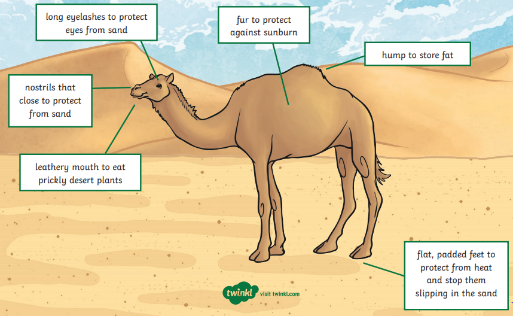 long eyelashes to protect
eyes from sand
fur to protect
against sunburn
hump to store fat
nostrils that
close to protect
from sand
leathery mouth to eat
prickly desert plants
flat, padded feet to
protect from heat
and stop them
slipping in the sand
twinkl visit twinkl.com